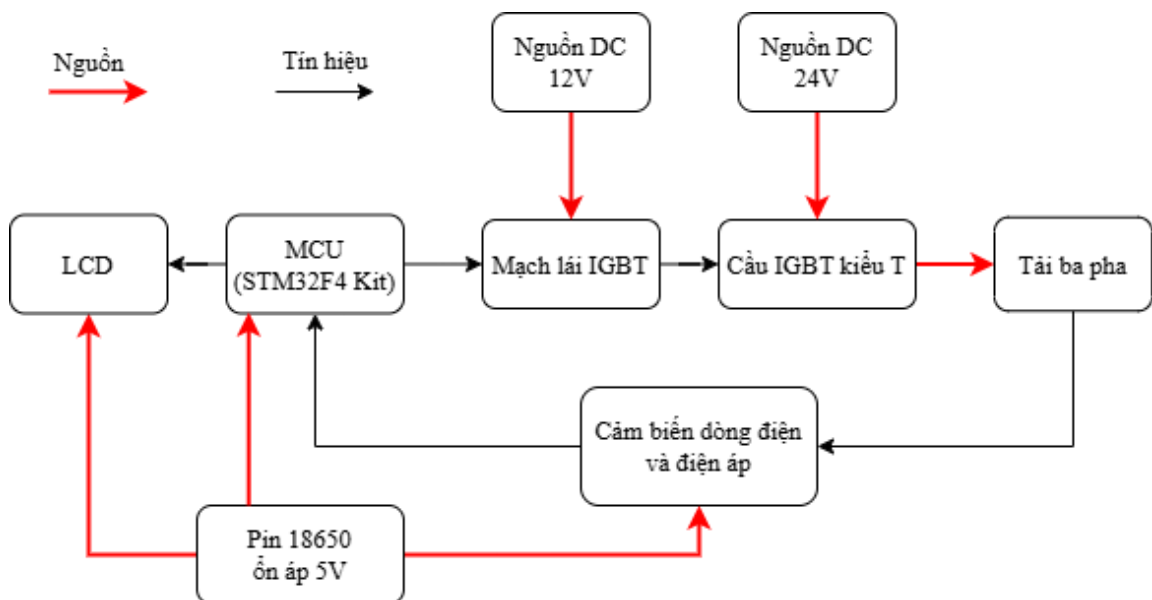 Nguồn
Tín hiệu
Nguồn DC
12V
Nguồn DC
24V
LCD
MCU
(STM32F4 Kit)
Mạch lái IGBT
Cầu IGBT kiểu T
Tải ba pha
Cảm biến dòng điện
và điện áp
Pin 18650
ổn áp 5V